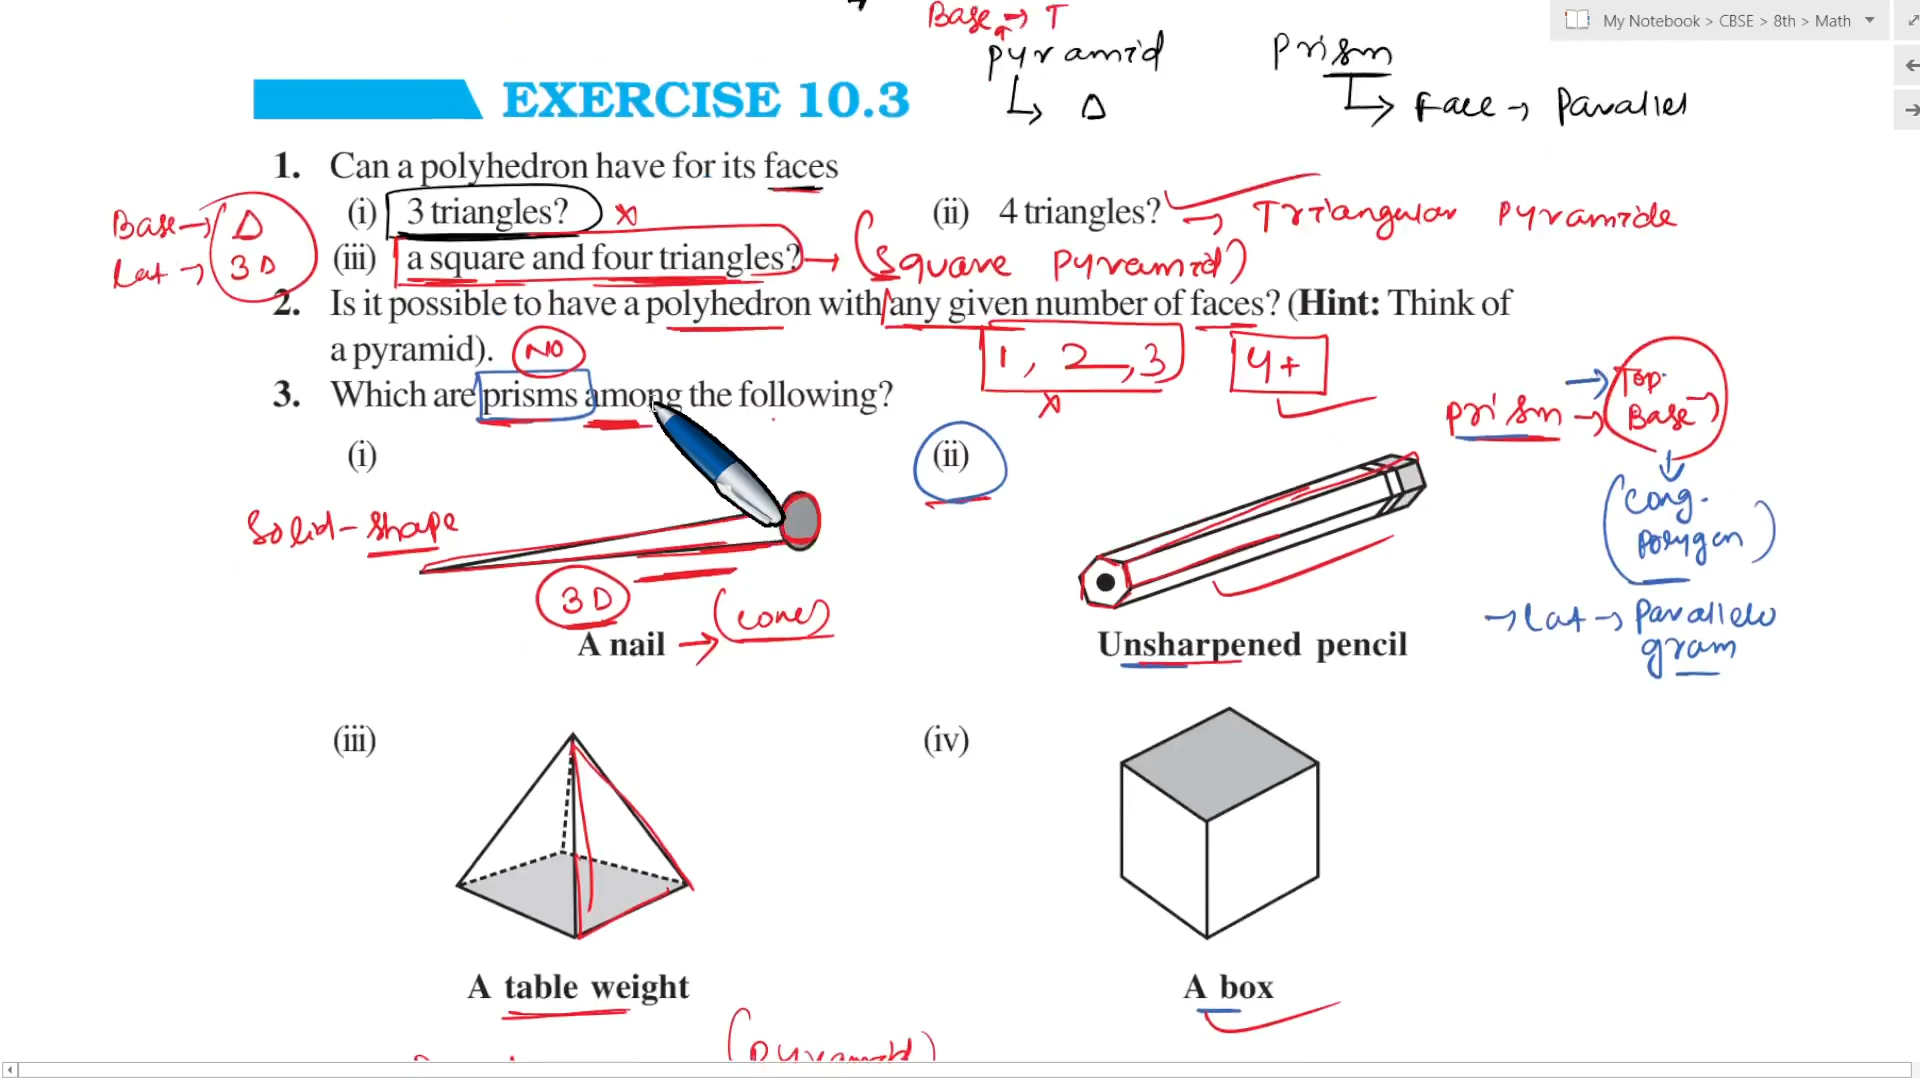 My Notebook > CBSE > 8th > Math
Base → T
pyramid
Prism
→ Δ
→ Face → Parallel
EXERCISE 10.3
1. Can a polyhedron have for its faces
(i) 3 triangles? x
(ii) 4 triangles? → Triangular Pyramide
Base → Δ
Lat → 3 Δ
(iii) a square and four triangles? → (Square pyramid)
2. Is it possible to have a polyhedron with any given number of faces? (Hint: Think of
a pyramid). NO
1, 2, 3
x
4+
3. Which are prisms among the following?
Prism → Top
Base
(Cong-
Polygon)
→ Lat → Parallelo
gram
(i)
(ii)
Solid-shape
3D
(cone)
A nail →
Unsharpened pencil
(iii)
(iv)
A table weight
A box
(pyramid)